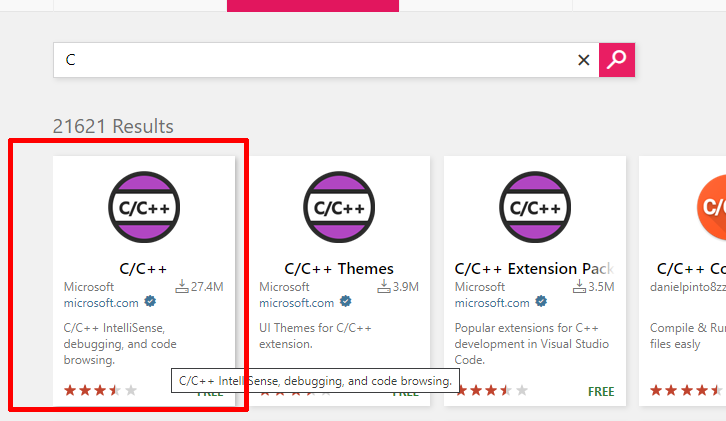 C
21621 Results
C/C++
C/C++
Microsoft
27.4M
microsoft.com
C/C++ IntelliSense,
debugging, and code
browsing.
FREE
C/C++
C/C++ Themes
Microsoft
3.9M
microsoft.com
UI Themes for C/C++
extension.
FREE
C/C++
C/C++ Extension Pack
Microsoft
3.5M
microsoft.com
Popular extensions for C++
development in Visual Studio
Code.
FREE
C/C
C/C++ Co
danielpinto8zz
Compile & Run
files easily
C/C++ IntelliSense, debugging, and code browsing.